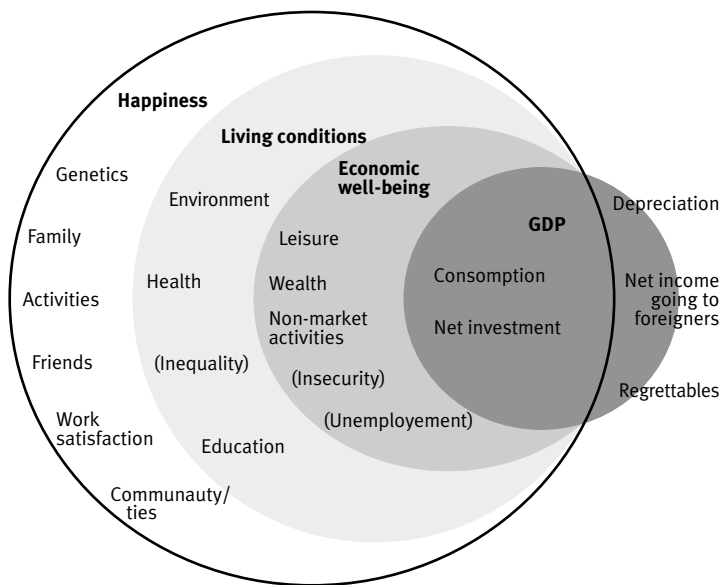 Happiness
Living conditions
Economic
well-being
GDP
Genetics
Family
Activities
Friends
Work
satisfaction
Communauty/
ties
Environment
Health
(Inequality)
Education
Leisure
Wealth
Non-market
activities
(Insecurity)
(Unemployement)
Consomption
Net investment
Depreciation
Net income
going to
foreigners
Regrettables